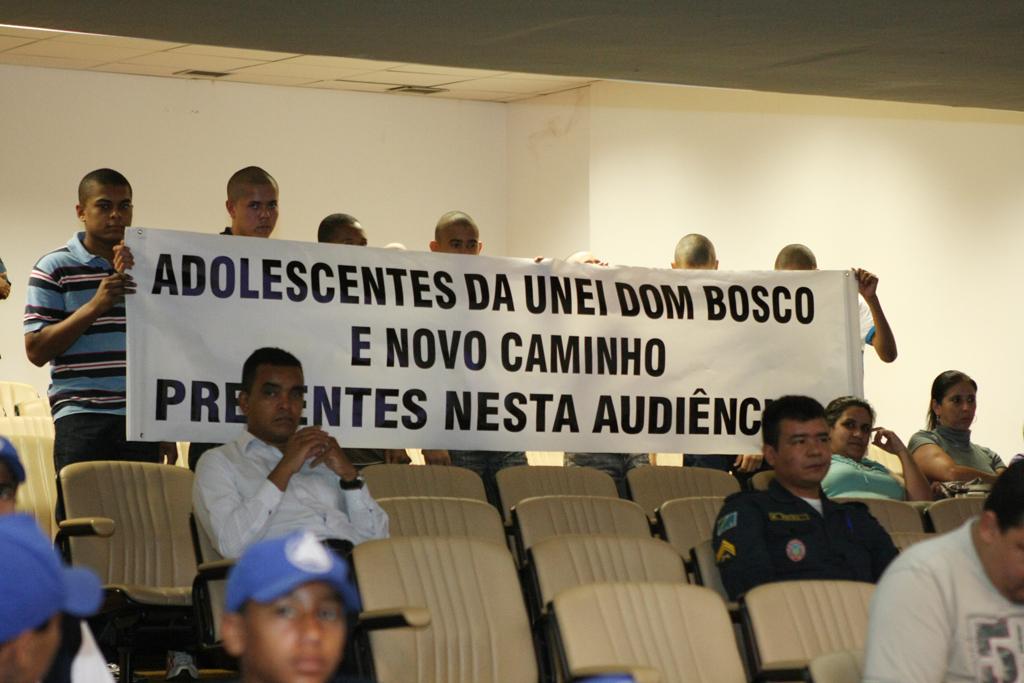 ADOLESCENTES DA UNEI DOM BOSCO
E NOVO CAMINHO
NESTA